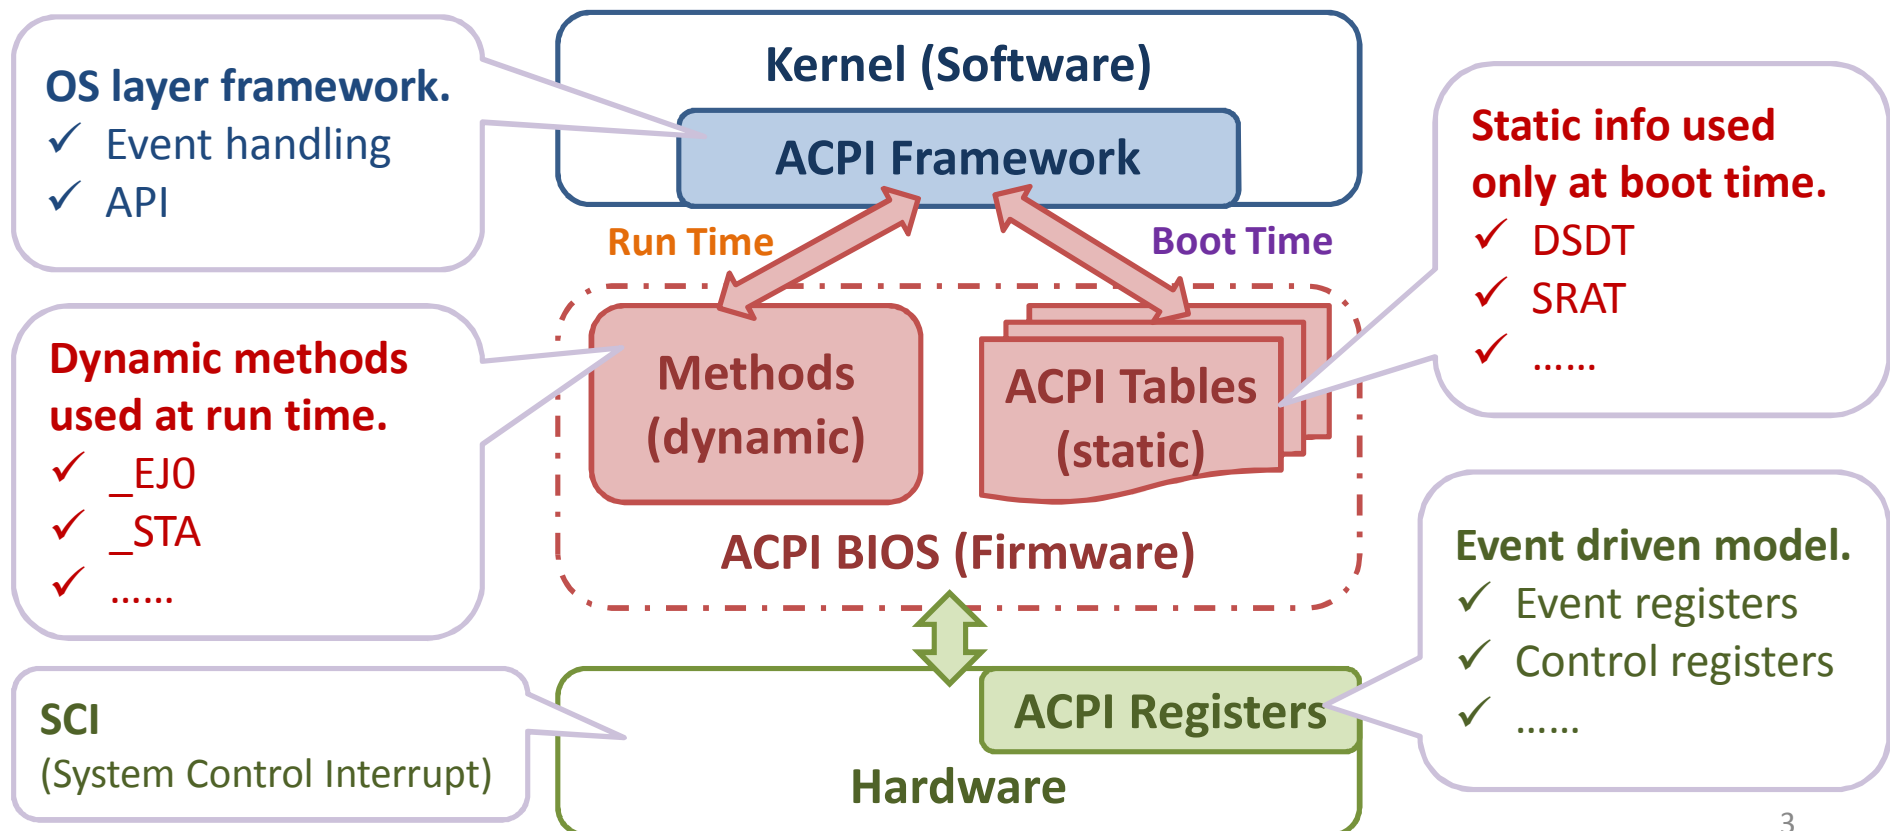 OS layer framework.
✓ Event handling
✓ API
Kernel (Software)
ACPI Framework
Run Time
Boot Time
Static info used
only at boot time.
✓ DSDT
✓ SRAT
✓ ......
Dynamic methods
used at run time.
✓ _EJ0
✓ _STA
✓ ......
Methods
(dynamic)
ACPI Tables
(static)
ACPI BIOS (Firmware)
Event driven model.
✓ Event registers
✓ Control registers
✓ ......
SCI
(System Control Interrupt)
ACPI Registers
Hardware
3